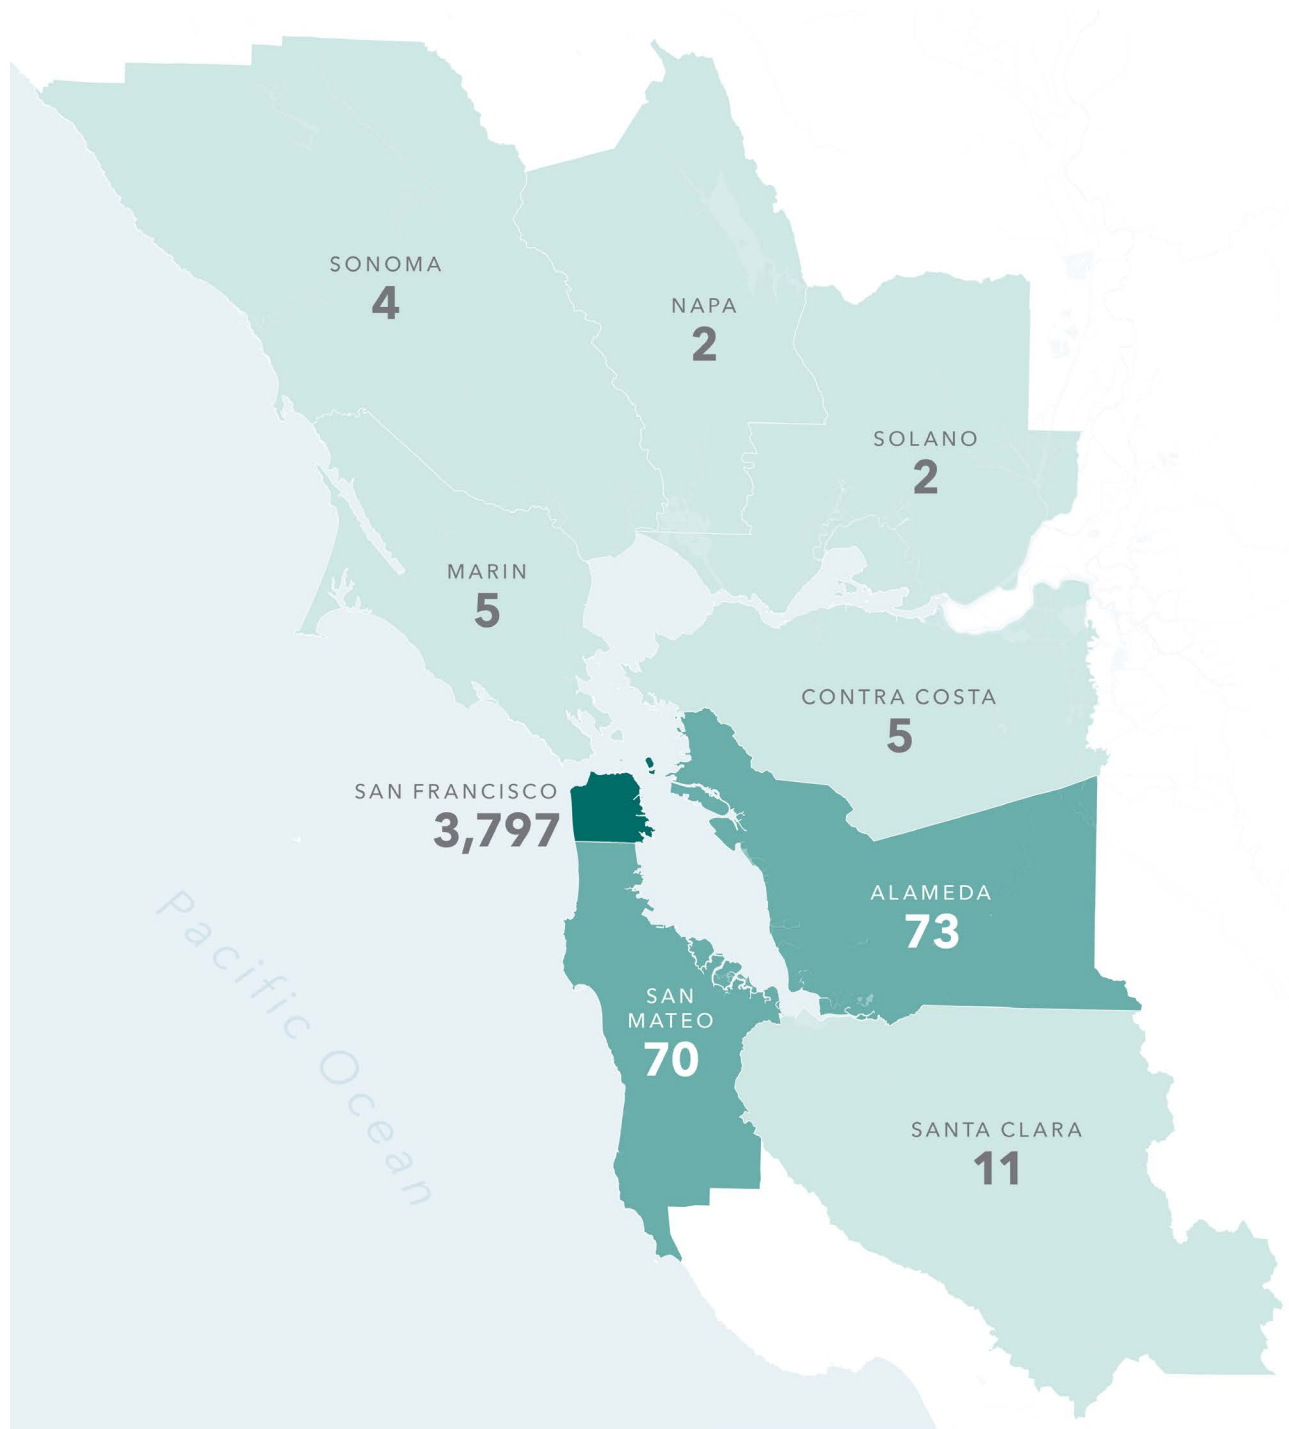 SONOMA
4
NAPA
2
SOLANO
2
MARIN
5
CONTRA COSTA
5
SAN FRANCISCO
3,797
ALAMEDA
73
Pacific Ocean
SAN
MATEO
70
SANTA CLARA
11